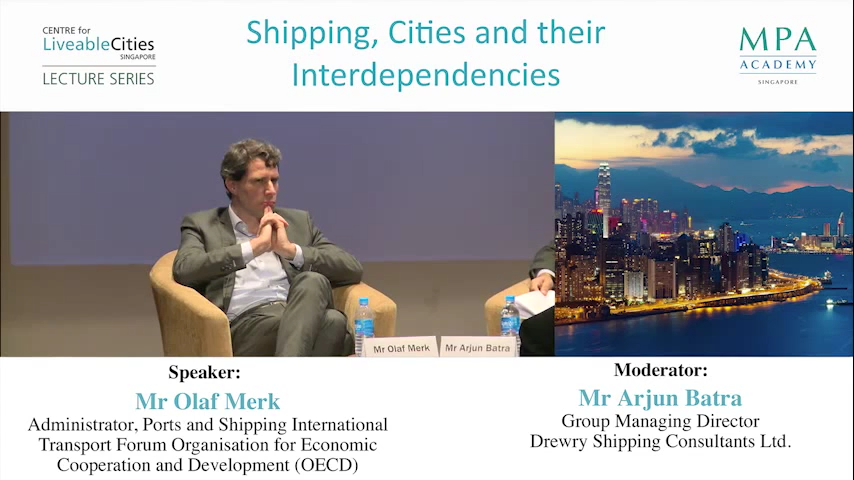 CENTRE for
LiveableCities
SINGAPORE
LECTURE SERIES
Shipping, Cities and their
Interdependencies
MPA
ACADEMY
SINGAPORE
Mr Olaf Merk
Mr Arjun Batra
Speaker:
Mr Olaf Merk
Administrator, Ports and Shipping International
Transport Forum Organisation for Economic
Cooperation and Development (OECD)
Moderator:
Mr Arjun Batra
Group Managing Director
Drewry Shipping Consultants Ltd.